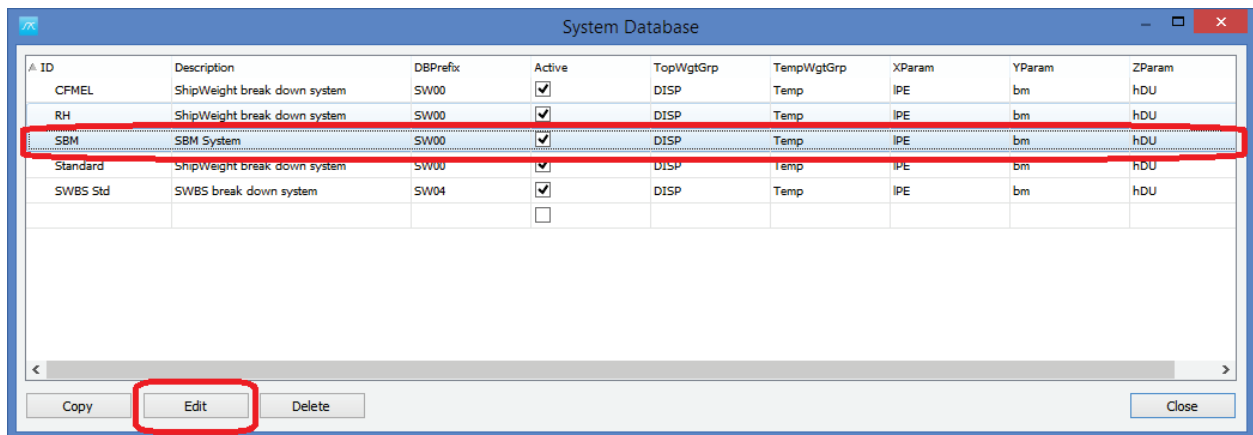 System Database
ID Description DBPrefix Active TopWgtGrp TempWgtGrp XParam YParam ZParam
CFMEL ShipWeight break down system SW00 DISP Temp lPE bm hDU
RH ShipWeight break down system SW00 DISP Temp lPE bm hDU
SBM SBM System SW00 DISP Temp lPE bm hDU
Standard ShipWeight break down system SW00 DISP Temp lPE bm hDU
SWBS Std SWBS break down system SW04 DISP Temp lPE bm hDU
Copy Edit Delete Close